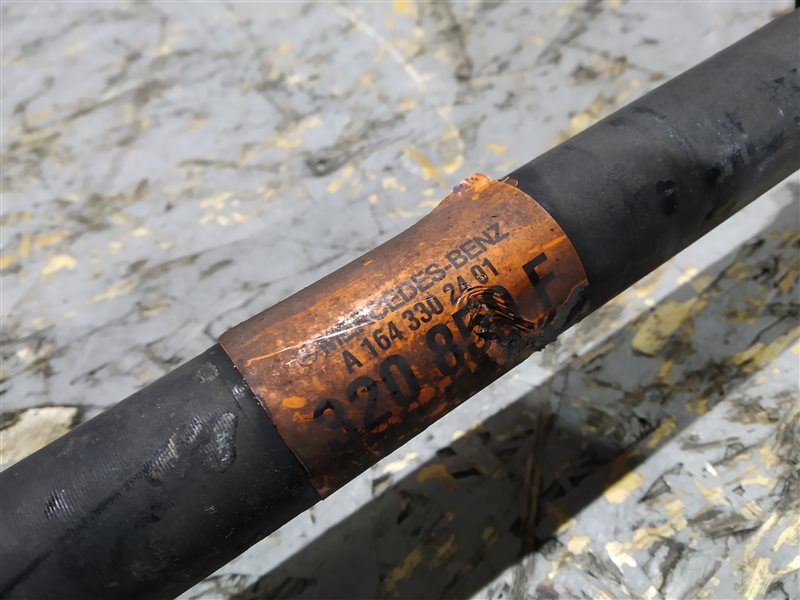 MERCEDES-BENZ
A 164 330 24 01
320 F